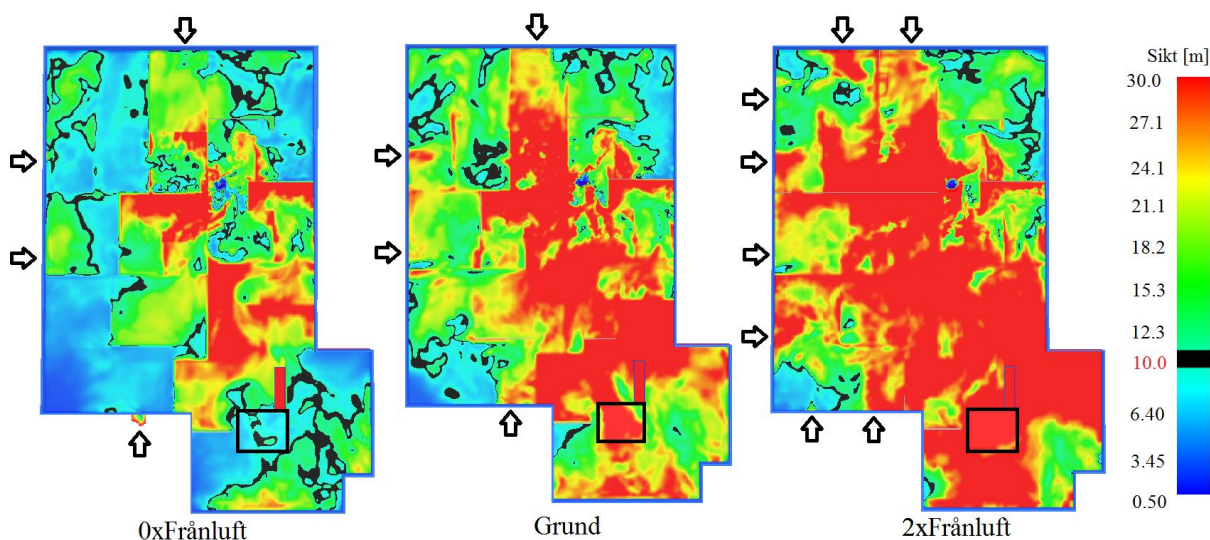 Sikt [m]
30.0
27.1
24.1
21.1
18.2
15.3
12.3
10.0
6.40
3.45
0.50
0xFrånluft
Grund
2xFrånluft